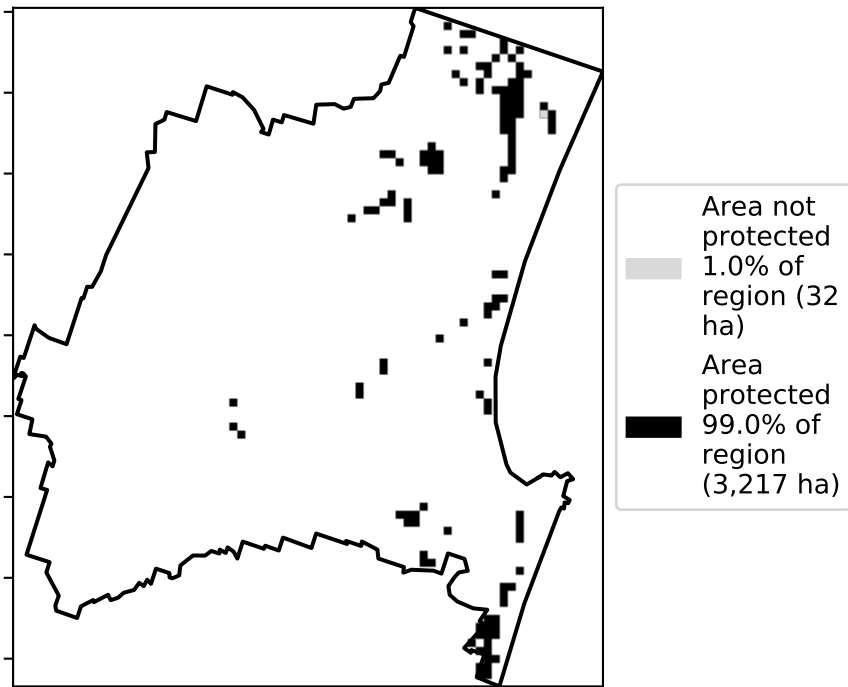 Area not
protected
1.0% of
region (32
ha)
Area
protected
99.0% of
region
(3,217 ha)